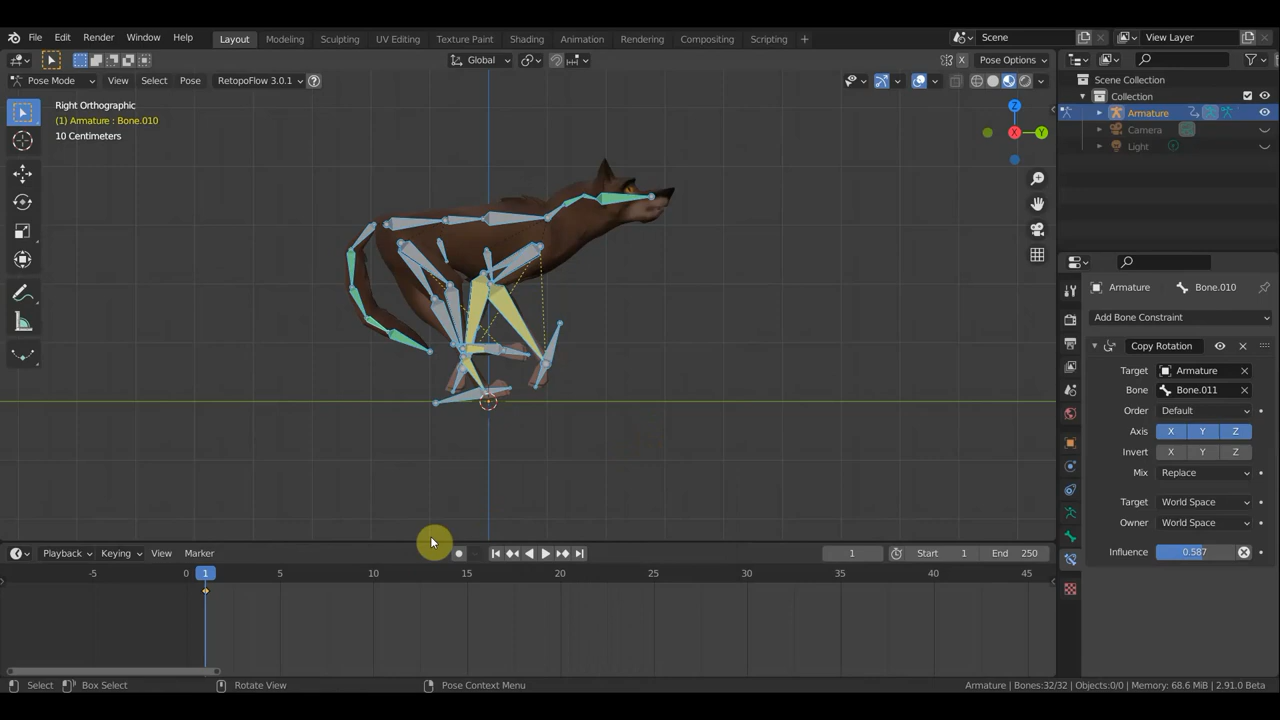 File Edit Render Window Help Layout Modeling Sculpting UV Editing Texture Paint Shading Animation Rendering Compositing Scripting + Scene View Layer
Global Pose Options
Pose Mode View Select Pose RetopoFlow 3.0.1
Scene Collection
Collection
Armature
Camera
Light
Right Orthographic
(1) Armature : Bone.010
10 Centimeters
Z
X
Y
Armature Bone.010
Add Bone Constraint
Copy Rotation
Target Armature
Bone Bone.011
Order Default
Axis X Y Z
Invert X Y Z
Mix Replace
Target World Space
Owner World Space
Influence 0.587
Playback Keying View Marker 1 Start 1 End 250
-5 0 1 5 10 15 20 25 30 35 40 45
Select Box Select Rotate View Pose Context Menu Armature | Bones:32/32 | Objects:0/0 | Memory: 68.6 MiB | 2.91.0 Beta